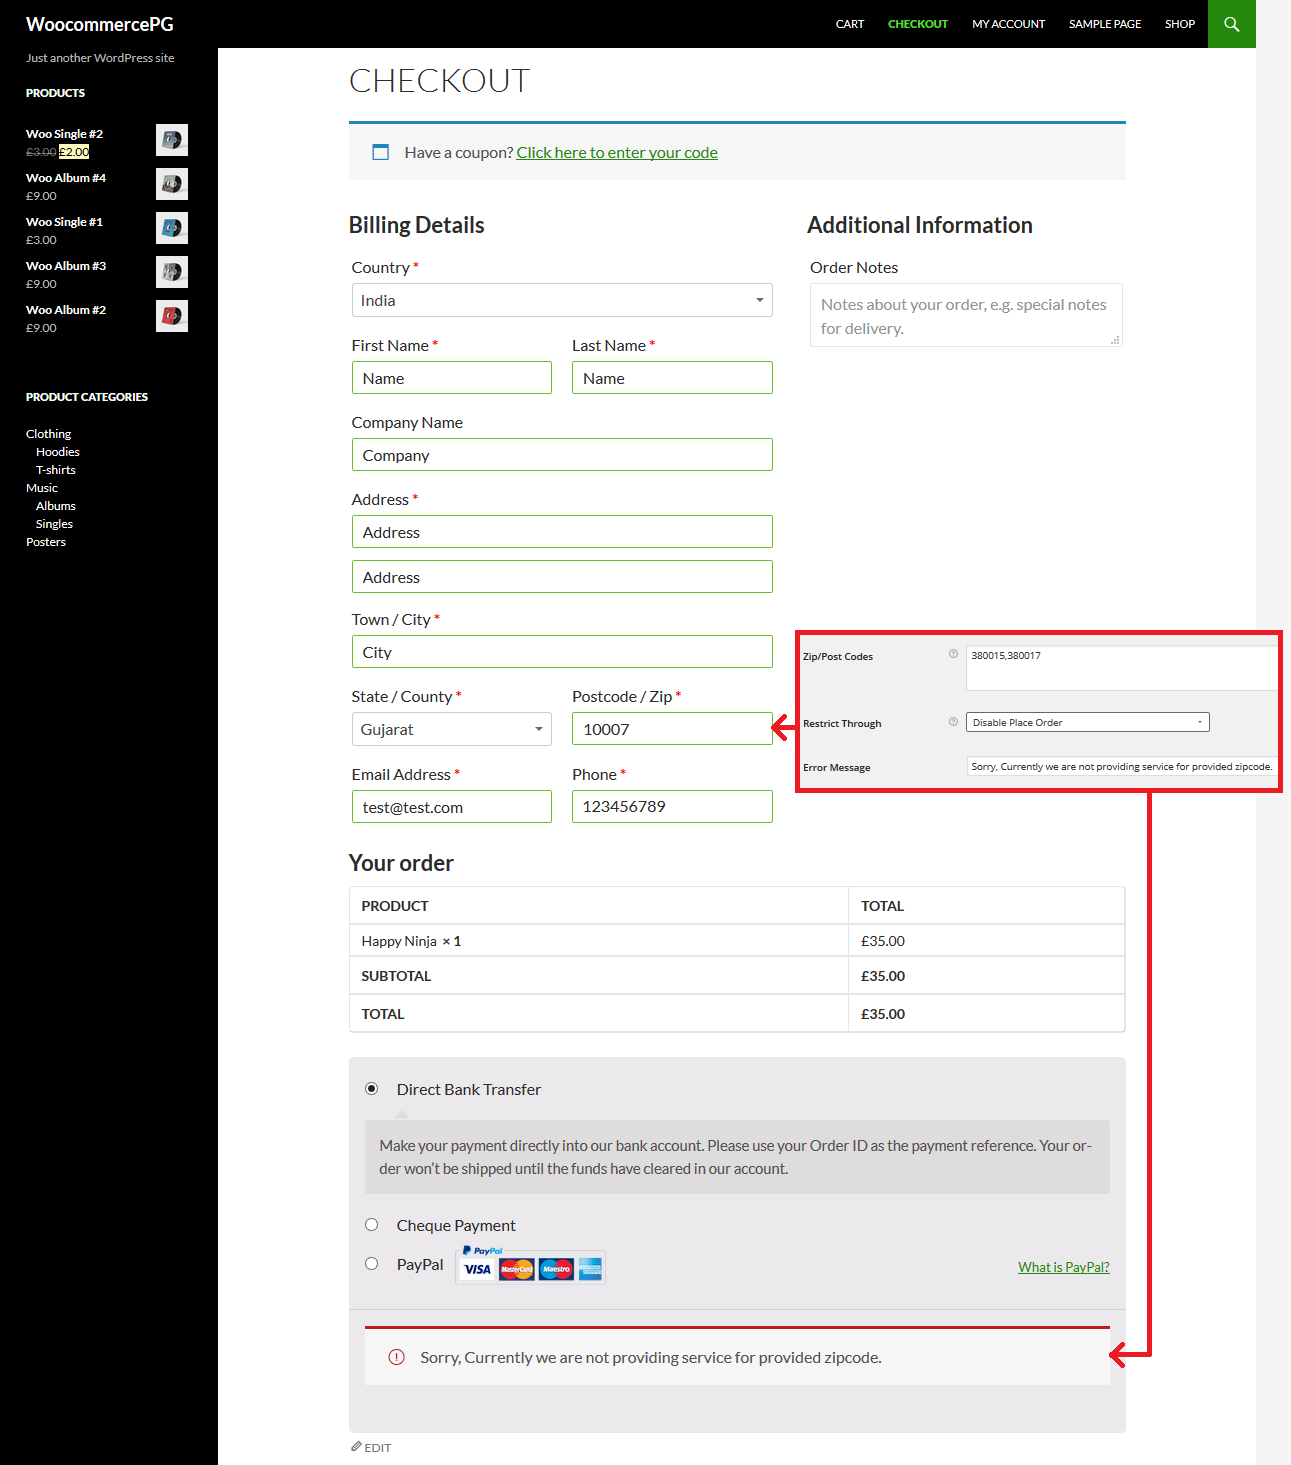 WoocommercePG
CART CHECKOUT MY ACCOUNT SAMPLE PAGE SHOP
Just another WordPress site
PRODUCTS
Woo Single #2
£3.00 £2.00
Woo Album #4
£9.00
Woo Single #1
£3.00
Woo Album #3
£9.00
Woo Album #2
£9.00
PRODUCT CATEGORIES
Clothing
Hoodies
T-shirts
Music
Albums
Singles
Posters
CHECKOUT
Have a coupon? Click here to enter your code
Billing Details
Country *
India
First Name * Last Name *
Name Name
Company Name
Company
Address *
Address
Address
Town / City *
City
State / County * Postcode / Zip *
Gujarat 10007
Email Address * Phone *
test@test.com 123456789
Additional Information
Order Notes
Notes about your order, e.g. special notes
for delivery.
Zip/Post Codes 380015,380017
Restrict Through Disable Place Order
Error Message Sorry, Currently we are not providing service for provided zipcode.
Your order
PRODUCT TOTAL
Happy Ninja × 1 £35.00
SUBTOTAL £35.00
TOTAL £35.00
Direct Bank Transfer
Make your payment directly into our bank account. Please use your Order ID as the payment reference. Your or-
der won't be shipped until the funds have cleared in our account.
Cheque Payment
PayPal
PayPal VISA MasterCard Maestro
What is PayPal?
Sorry, Currently we are not providing service for provided zipcode.
EDIT